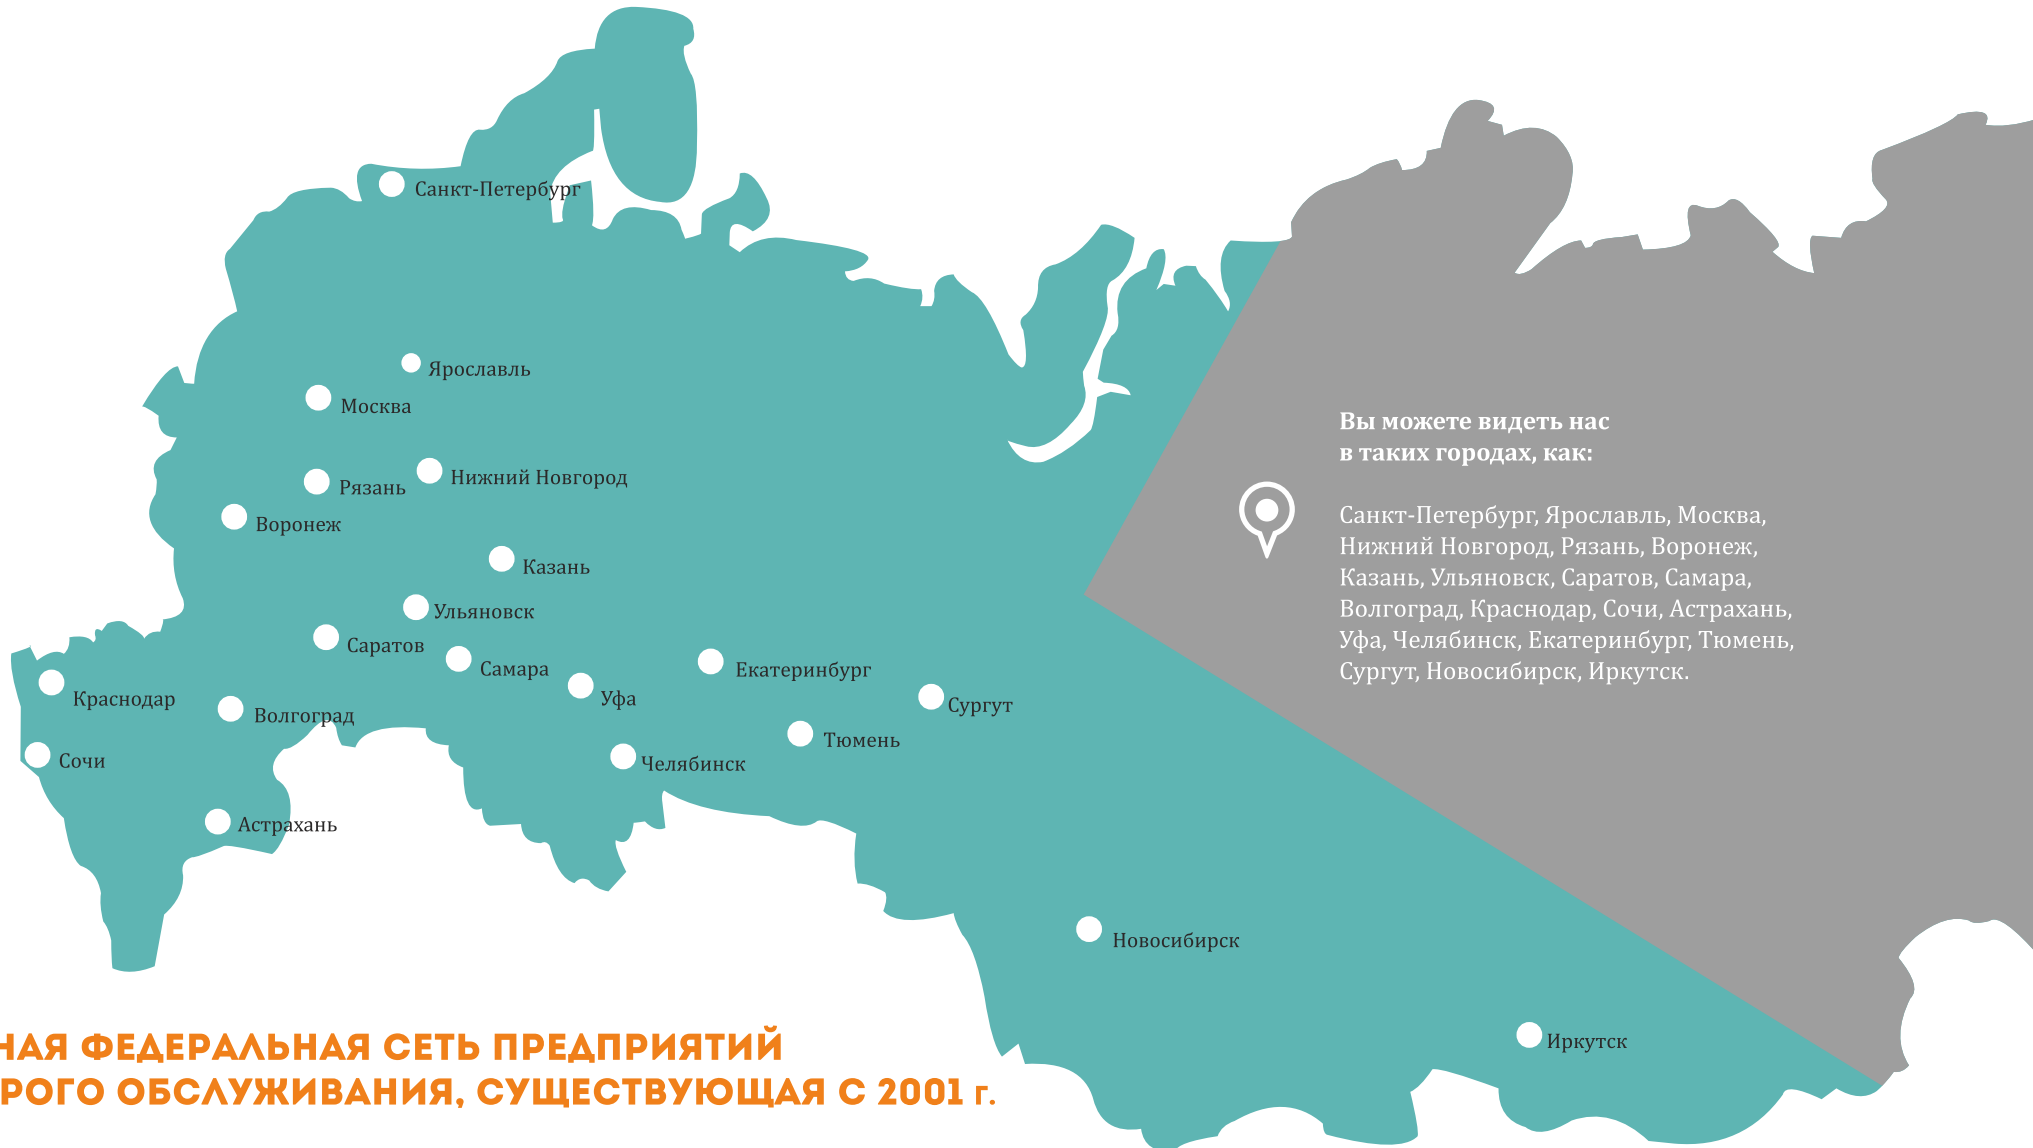 Санкт-Петербург
Ярославль
Москва
Нижний Новгород
Рязань
Воронеж
Казань
Ульяновск
Саратов
Самара
Екатеринбург
Уфа
Краснодар
Сургут
Волгоград
Тюмень
Сочи
Челябинск
Астрахань
Новосибирск
Иркутск
Вы можете видеть нас
в таких городах, как:
Санкт-Петербург, Ярославль, Москва,
Нижний Новгород, Рязань, Воронеж,
Казань, Ульяновск, Саратов, Самара,
Волгоград, Краснодар, Сочи, Астрахань,
Уфа, Челябинск, Екатеринбург, Тюмень,
Сургут, Новосибирск, Иркутск.
НАЯ ФЕДЕРАЛЬНАЯ СЕТЬ ПРЕДПРИЯТИЙ
РОГО ОБСЛУЖИВАНИЯ, СУЩЕСТВУЮЩАЯ С 2001 г.